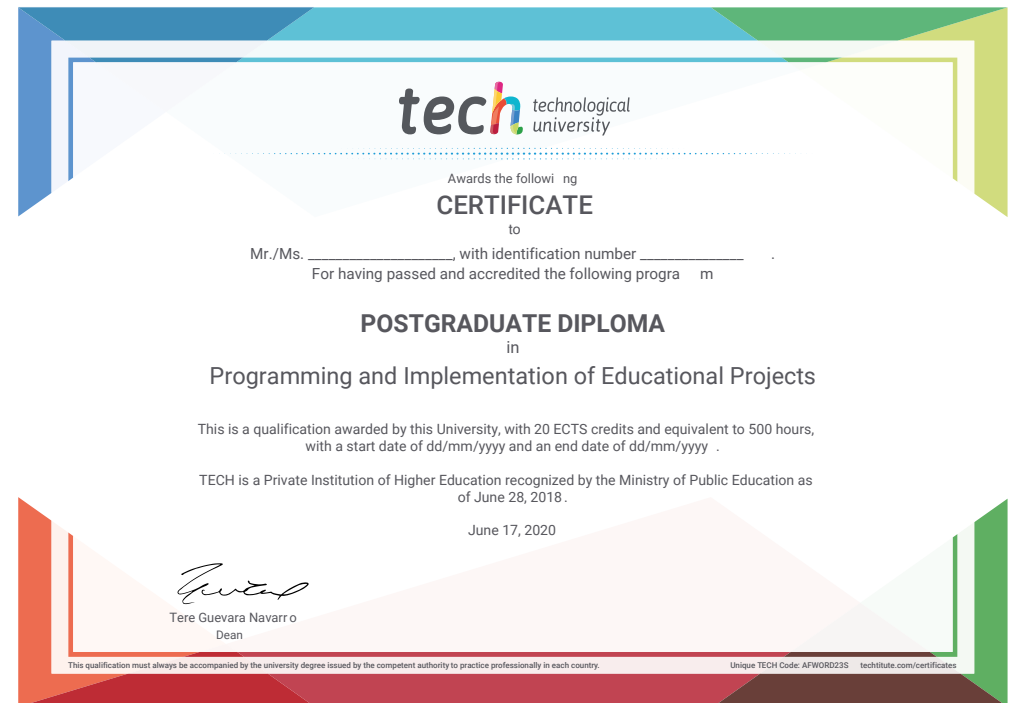 tech technological
university
Awards the followi ng
CERTIFICATE
to
Mr./Ms. ____________________, with identification number ______________ .
For having passed and accredited the following progra m
POSTGRADUATE DIPLOMA
in
Programming and Implementation of Educational Projects
This is a qualification awarded by this University, with 20 ECTS credits and equivalent to 500 hours,
with a start date of dd/mm/yyyy and an end date of dd/mm/yyyy .
TECH is a Private Institution of Higher Education recognized by the Ministry of Public Education as
of June 28, 2018 .
June 17, 2020
Tere Guevara Navarr o
Dean
This qualification must always be accompanied by the university degree issued by the competent authority to practice professionally in each country.
Unique TECH Code: AFWORD23S techtitute.com/certificates